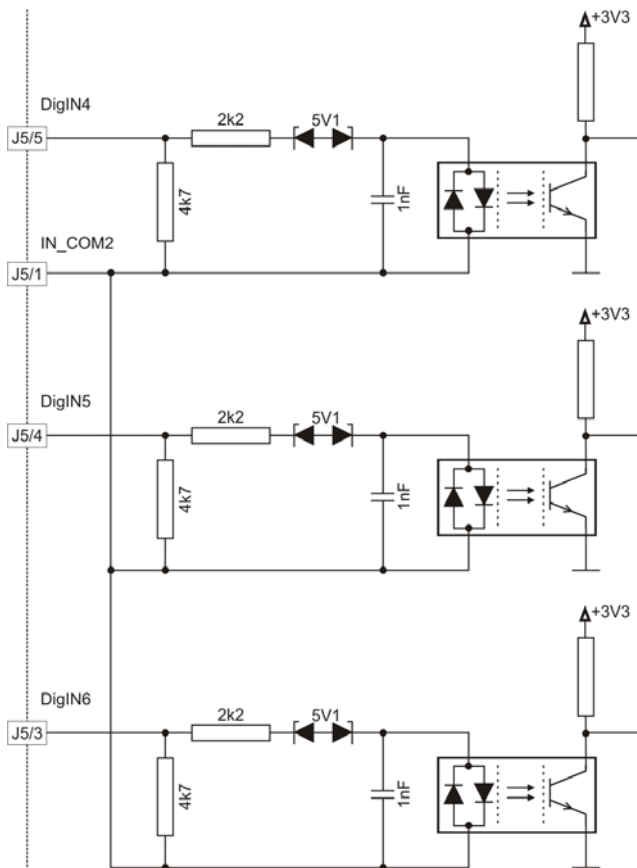 +3V3
DigIN4
2k2
5V1
J5/5
4k7
1nF
IN_COM2
J5/1
+3V3
DigIN5
2k2
5V1
J5/4
4k7
1nF
+3V3
DigIN6
2k2
5V1
J5/3
4k7
1nF